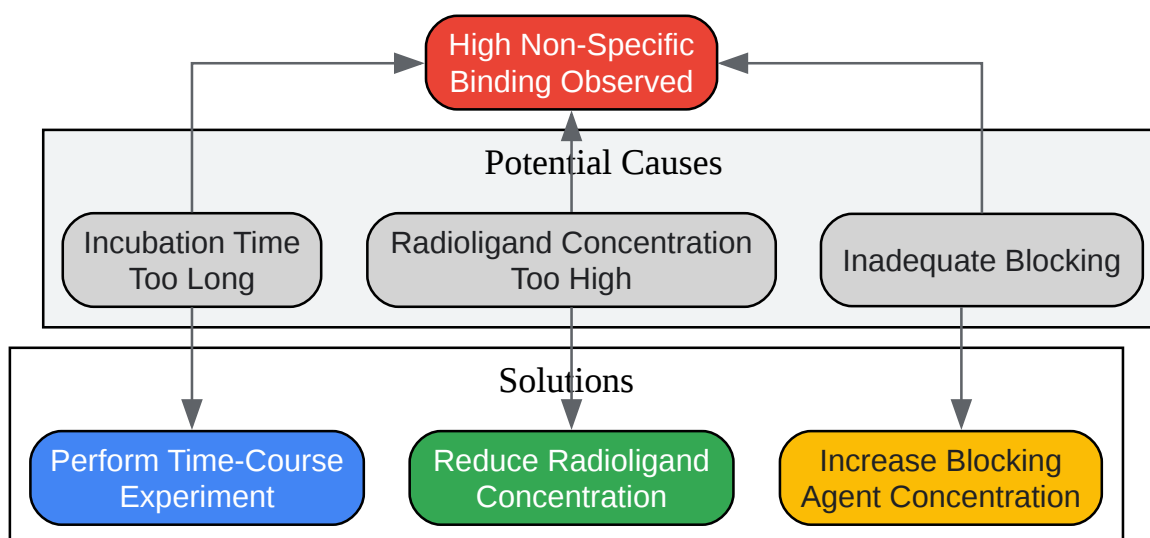 High Non-Specific
Binding Observed
Potential Causes
Incubation Time
Too Long
Radioligand Concentration
Too High
Inadequate Blocking
Solutions
Perform Time-Course
Experiment
Reduce Radioligand
Concentration
Increase Blocking
Agent Concentration